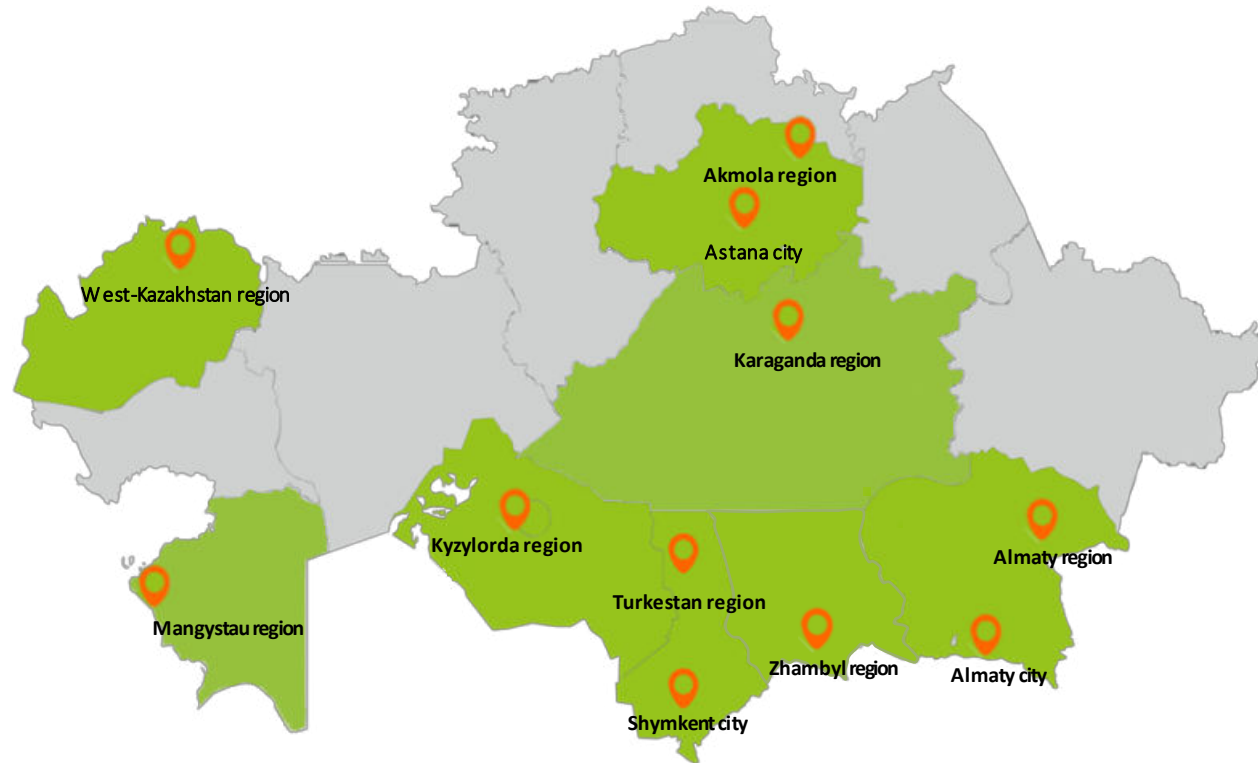 Akmola region
Astana city
West-Kazakhstan region
Karaganda region
Kyzylorda region
Almaty region
Turkestan region
Mangystau region
Zhambyl region
Almaty city
Shymkent city